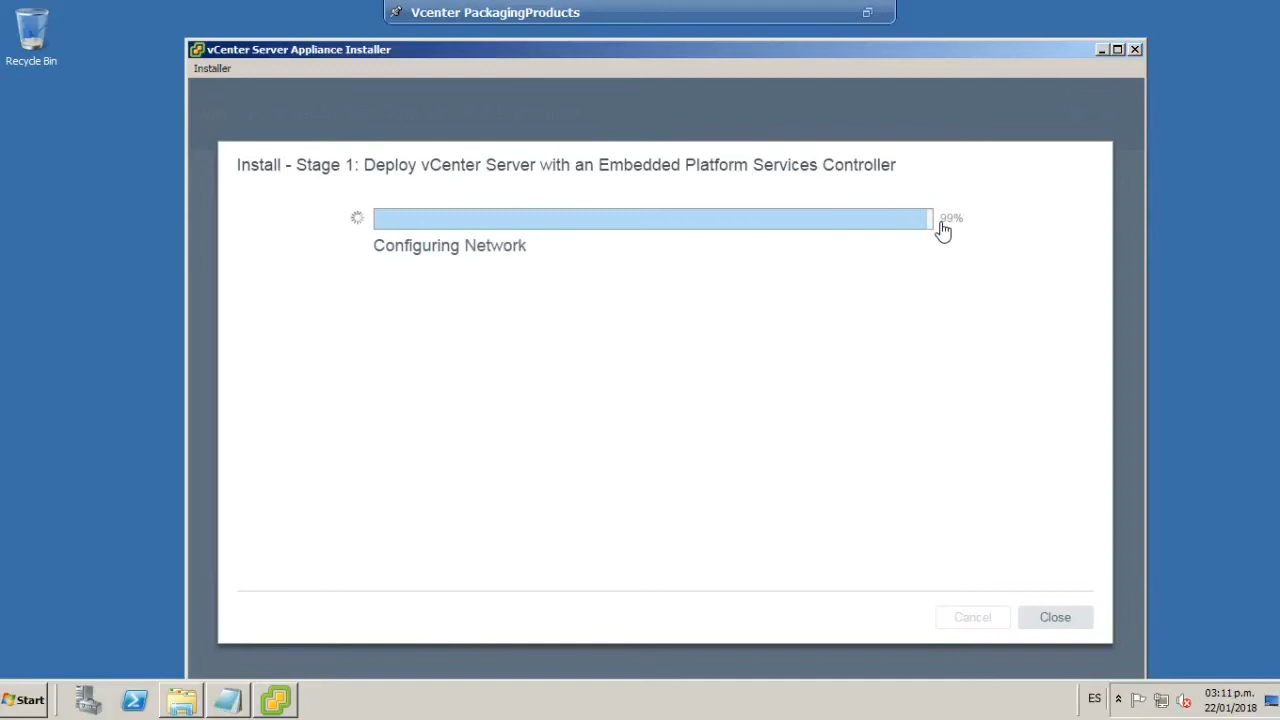 Vcenter PackagingProducts
Recycle Bin
vCenter Server Appliance Installer
Installer
Install - Stage 1: Deploy vCenter Server with an Embedded Platform Services Controller
99%
Configuring Network
Cancel
Close
Start
ES
03:11 p.m.
22/01/2018